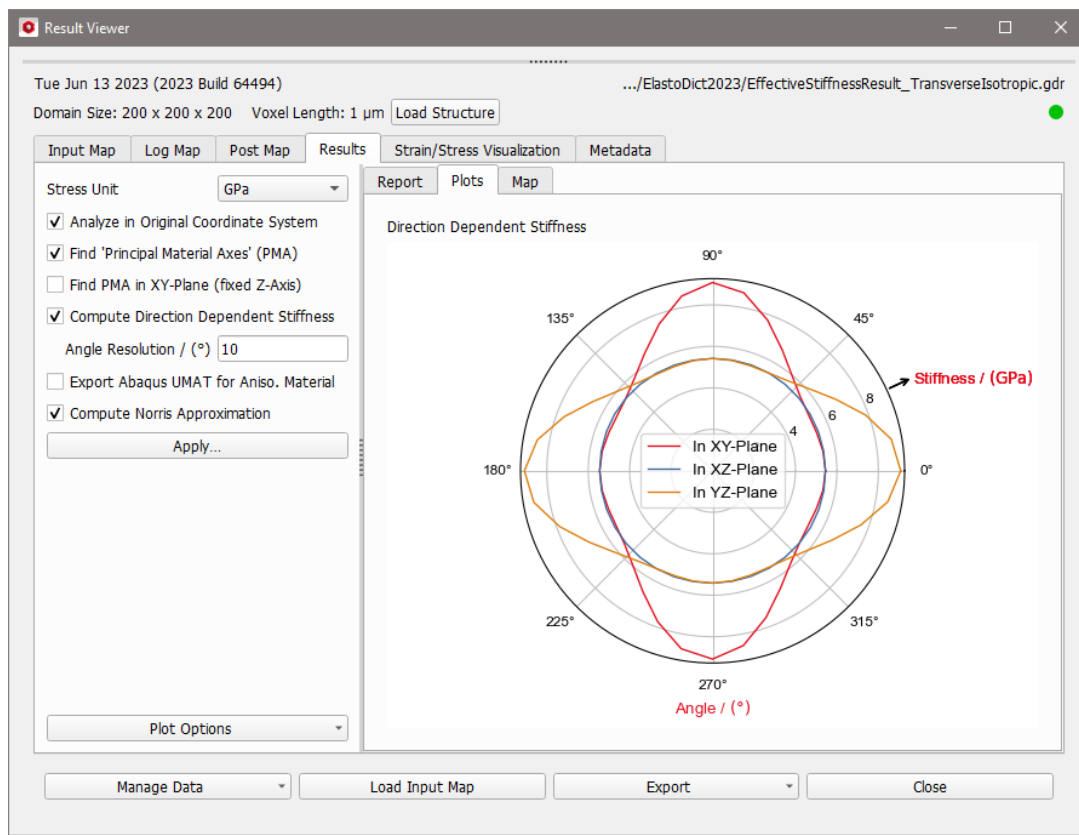 Result Viewer
Tue Jun 13 2023 (2023 Build 64494)
.../ElastoDict2023/EffectiveStiffnessResult_TransverseIsotropic.gdr
Domain Size: 200 x 200 x 200 Voxel Length: 1 µm Load Structure
Input Map Log Map Post Map Results Strain/Stress Visualization Metadata
Stress Unit GPa
Analyze in Original Coordinate System
Find 'Principal Material Axes' (PMA)
Find PMA in XY-Plane (fixed Z-Axis)
Compute Direction Dependent Stiffness
Angle Resolution / (°) 10
Export Abaqus UMAT for Aniso. Material
Compute Norris Approximation
Apply...
Plot Options
Report Plots Map
Direction Dependent Stiffness
90°
135° 45°
Stiffness / (GPa)
8
6
4
In XY-Plane
In XZ-Plane
In YZ-Plane
180° 0°
225° 315°
270°
Angle / (°)
Manage Data Load Input Map Export Close